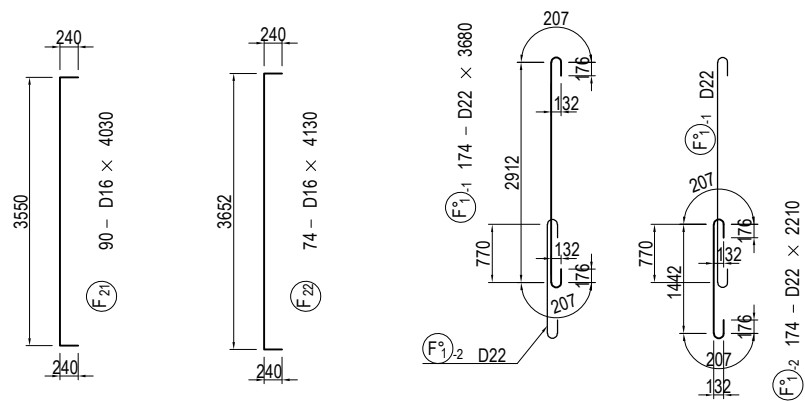 240
3550
240
F21
90 – D16 × 4030
240
3652
240
F22
74 – D16 × 4130
F°1-1 174 – D22 × 3680
207
176
132
2912
770
132
176
207
F°1-2 D22
F°1-1 D22
207
176
132
770
1442
176
207
132
F°1-2 174 – D22 × 2210